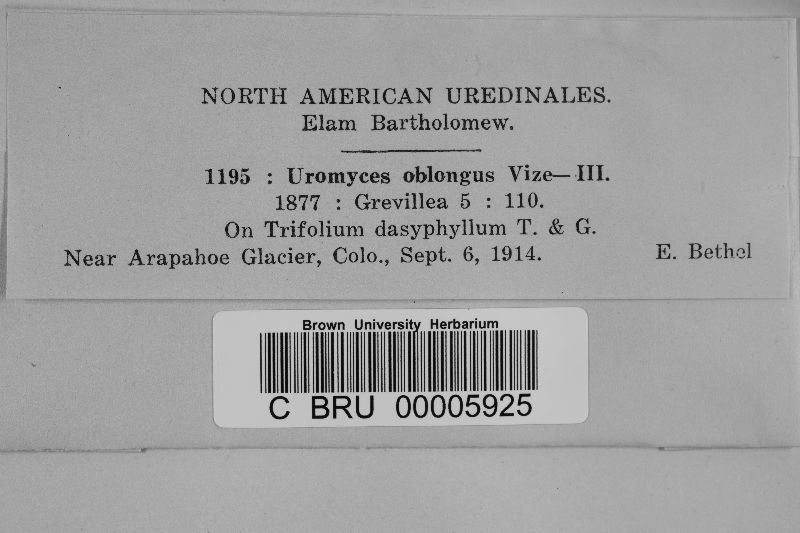 NORTH AMERICAN UREDINALES.
Elam Bartholomew.
1195 : Uromyces oblongus Vize—III.
1877 : Grevillea 5 : 110.
On Trifolium dasyphyllum T. & G.
Near Arapahoe Glacier, Colo., Sept. 6, 1914. E. Bethel
Brown University Herbarium
C BRU 00005925